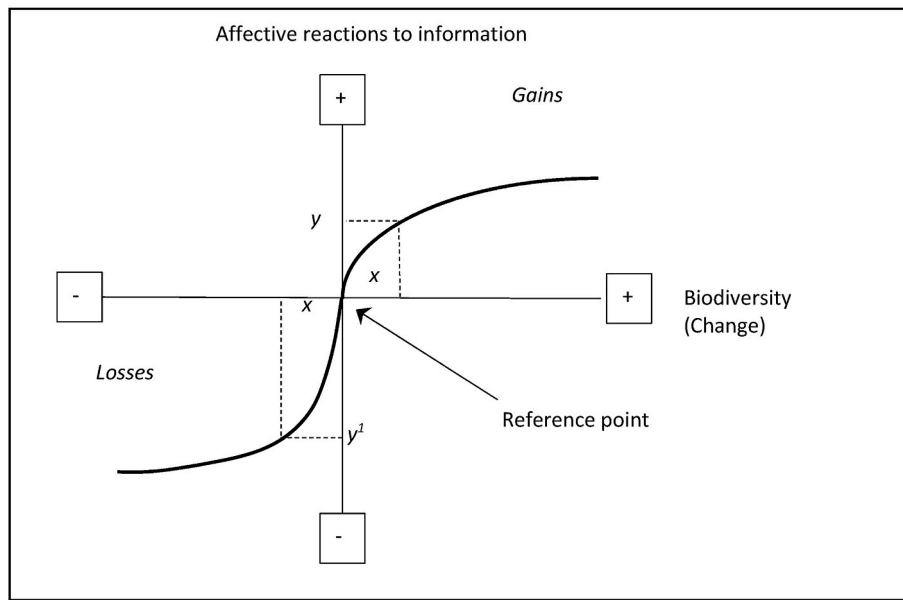 Affective reactions to information
+
Gains
y
x
-
x
+
Biodiversity
(Change)
Losses
Reference point
y¹
-